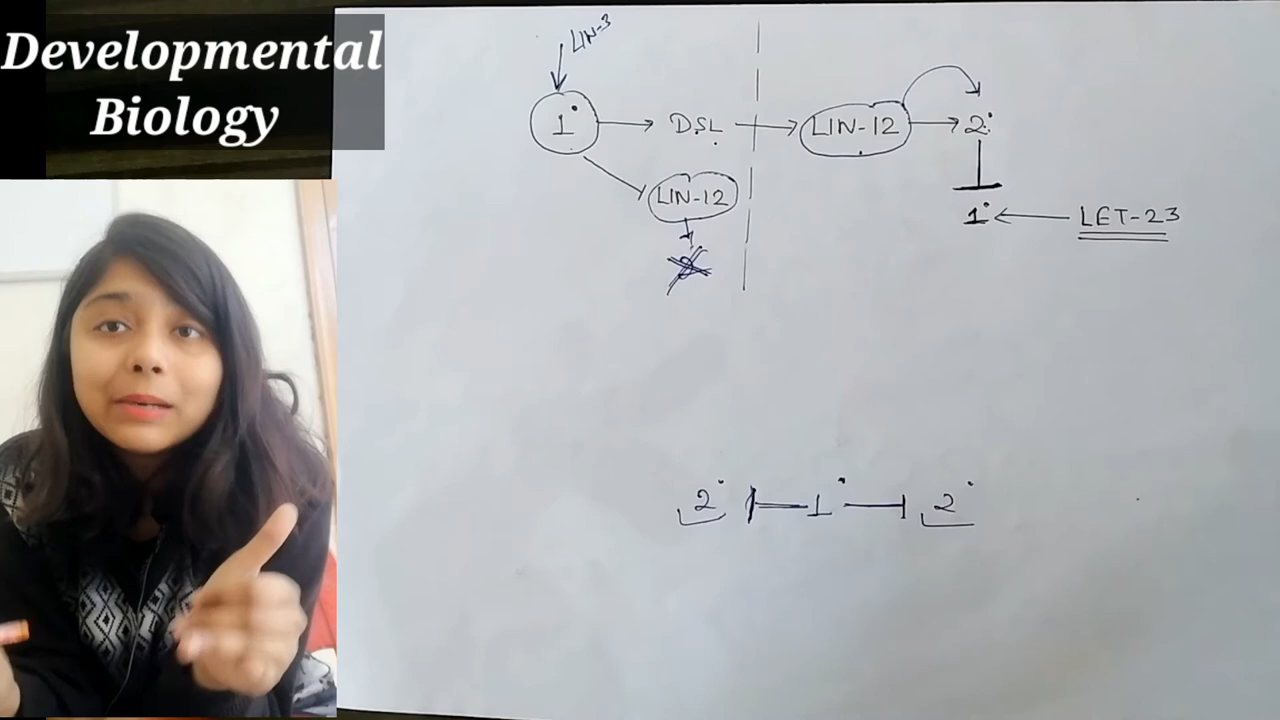 Developmental
Biology
LIN-3
1° → DSL → LIN-12 → 2°
LIN-12
1° ← LET-23
2° 1° 2°